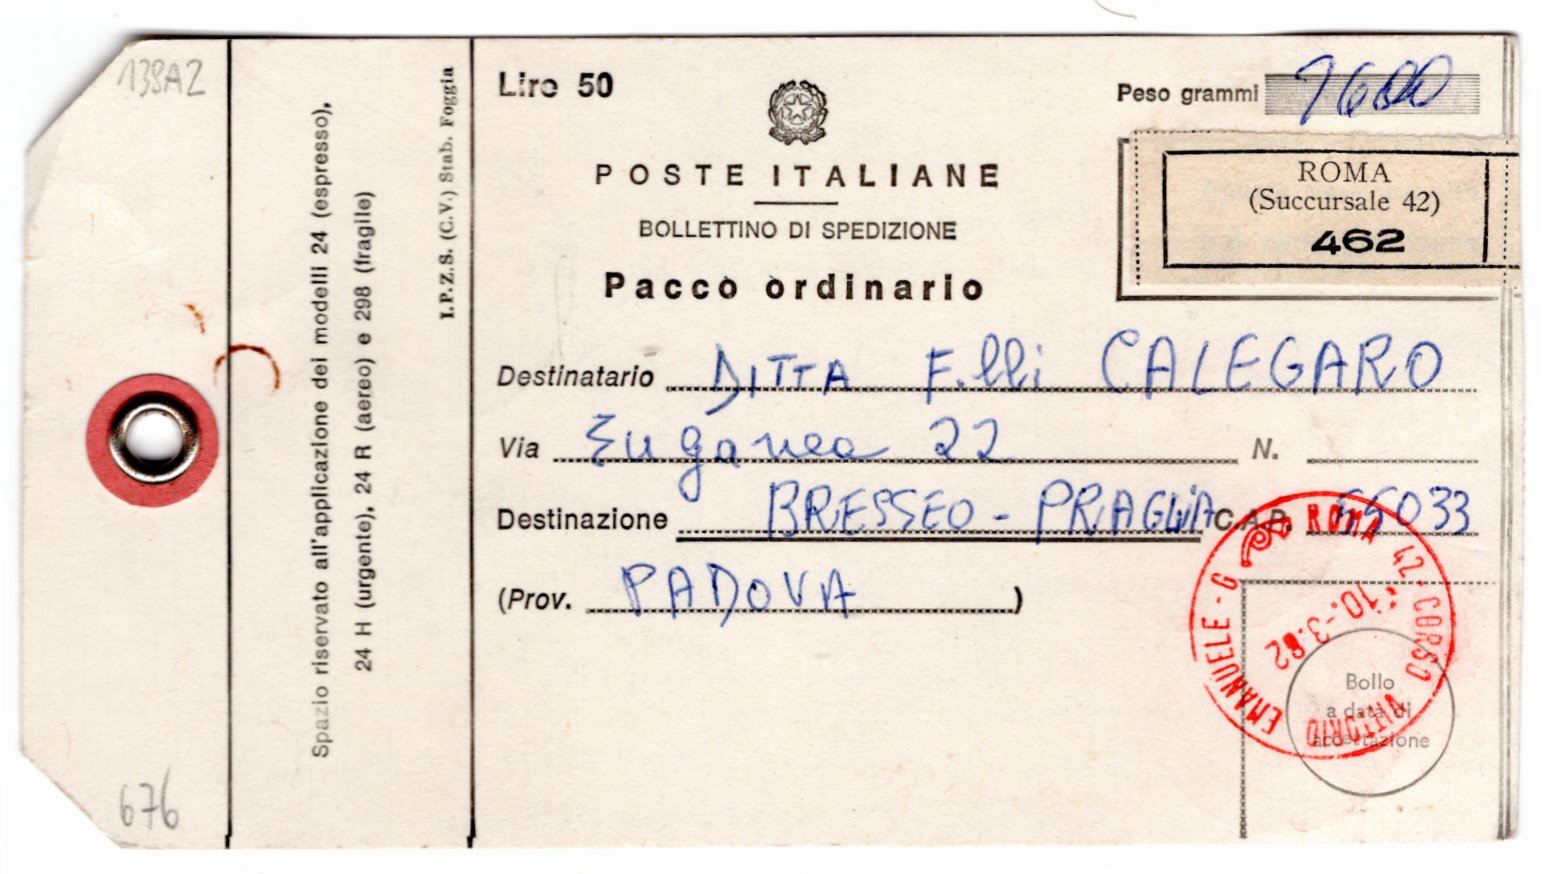 138A2
Lire 50
Peso grammi 7600
POSTE ITALIANE
BOLLETTINO DI SPEDIZIONE
Pacco ordinario
ROMA
(Succursale 42)
462
Destinatario DITTA F.lli CALEGARO
Via Euganea 22 N.
Destinazione BRESSEO - PRAGLIA C.A.P. 35033
(Prov. PADOVA)
ROMA 42 - CORSO VITTORIO EMANUELE - G
10.-3.82
Bollo
a data di
accettazione
Spazio riservato all'applicazione dei modelli 24 (espresso),
24 H (urgente), 24 R (aereo) e 298 (fragile)
I.P.Z.S. (C.V.) Stab. Foggia
676